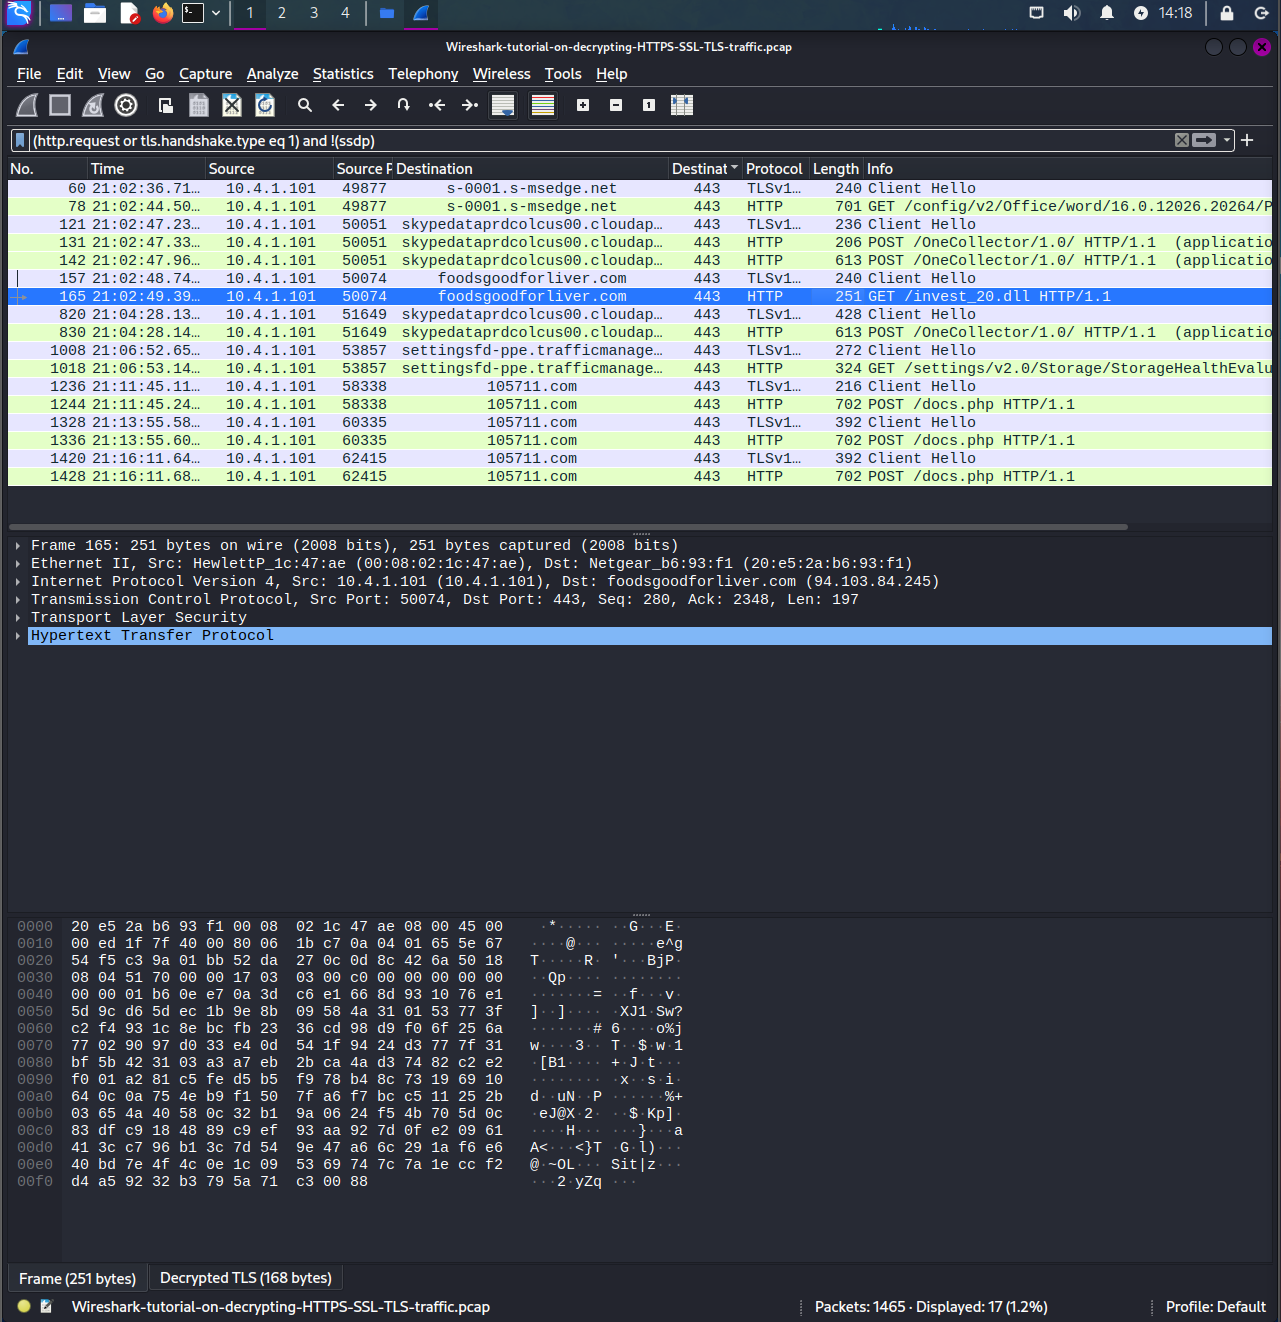 1 2 3 4 14:18
Wireshark-tutorial-on-decrypting-HTTPS-SSL-TLS-traffic.pcap
File Edit View Go Capture Analyze Statistics Telephony Wireless Tools Help
(http.request or tls.handshake.type eq 1) and !(ssdp)
No. Time Source Source P Destination Destinat Protocol Length Info
60 21:02:36.71… 10.4.1.101 49877 s-0001.s-msedge.net 443 TLSv1… 240 Client Hello
78 21:02:44.50… 10.4.1.101 49877 s-0001.s-msedge.net 443 HTTP 701 GET /config/v2/Office/word/16.0.12026.20264/P
121 21:02:47.23… 10.4.1.101 50051 skypedataprdcolcus00.cloudap… 443 TLSv1… 236 Client Hello
131 21:02:47.33… 10.4.1.101 50051 skypedataprdcolcus00.cloudap… 443 HTTP 206 POST /OneCollector/1.0/ HTTP/1.1 (applicatio
142 21:02:47.96… 10.4.1.101 50051 skypedataprdcolcus00.cloudap… 443 HTTP 613 POST /OneCollector/1.0/ HTTP/1.1 (applicatio
157 21:02:48.74… 10.4.1.101 50074 foodsgoodforliver.com 443 TLSv1… 240 Client Hello
165 21:02:49.39… 10.4.1.101 50074 foodsgoodforliver.com 443 HTTP 251 GET /invest_20.dll HTTP/1.1
820 21:04:28.13… 10.4.1.101 51649 skypedataprdcolcus00.cloudap… 443 TLSv1… 428 Client Hello
830 21:04:28.14… 10.4.1.101 51649 skypedataprdcolcus00.cloudap… 443 HTTP 613 POST /OneCollector/1.0/ HTTP/1.1 (applicatio
1008 21:06:52.65… 10.4.1.101 53857 settingsfd-ppe.trafficmanage… 443 TLSv1… 272 Client Hello
1018 21:06:53.14… 10.4.1.101 53857 settingsfd-ppe.trafficmanage… 443 HTTP 324 GET /settings/v2.0/Storage/StorageHealthEvalu
1236 21:11:45.11… 10.4.1.101 58338 105711.com 443 TLSv1… 216 Client Hello
1244 21:11:45.24… 10.4.1.101 58338 105711.com 443 HTTP 702 POST /docs.php HTTP/1.1
1328 21:13:55.58… 10.4.1.101 60335 105711.com 443 TLSv1… 392 Client Hello
1336 21:13:55.60… 10.4.1.101 60335 105711.com 443 HTTP 702 POST /docs.php HTTP/1.1
1420 21:16:11.64… 10.4.1.101 62415 105711.com 443 TLSv1… 392 Client Hello
1428 21:16:11.68… 10.4.1.101 62415 105711.com 443 HTTP 702 POST /docs.php HTTP/1.1
Frame 165: 251 bytes on wire (2008 bits), 251 bytes captured (2008 bits)
Ethernet II, Src: HewlettP_1c:47:ae (00:08:02:1c:47:ae), Dst: Netgear_b6:93:f1 (20:e5:2a:b6:93:f1)
Internet Protocol Version 4, Src: 10.4.1.101 (10.4.1.101), Dst: foodsgoodforliver.com (94.103.84.245)
Transmission Control Protocol, Src Port: 50074, Dst Port: 443, Seq: 280, Ack: 2348, Len: 197
Transport Layer Security
Hypertext Transfer Protocol
0000 20 e5 2a b6 93 f1 00 08 02 1c 47 ae 08 00 45 00 ·*····· ··G···E·
0010 00 ed 1f 7f 40 00 80 06 1b c7 0a 04 01 65 5e 67 ····@··· ·····e^g
0020 54 f5 c3 9a 01 bb 52 da 27 0c 0d 8c 42 6a 50 18 T·····R· '···BjP·
0030 08 04 51 70 00 00 17 03 03 00 c0 00 00 00 00 00 ··Qp···· ········
0040 00 00 01 b6 0e e7 0a 3d c6 e1 66 8d 93 10 76 e1 ·······= ··f···v·
0050 5d 9c d6 5d ec 1b 9e 8b 09 58 4a 31 01 53 77 3f ]··]···· ·XJ1·Sw?
0060 c2 f4 93 1c 8e bc fb 23 36 cd 98 d9 f0 6f 25 6a ·······# 6····o%j
0070 77 02 90 97 d0 33 e4 0d 54 1f 94 24 d3 77 7f 31 w····3·· T··$·w·1
0080 bf 5b 42 31 03 a3 a7 eb 2b ca 4a d3 74 82 c2 e2 ·[B1···· +·J·t···
0090 f0 01 a2 81 c5 fe d5 b5 f9 78 b4 8c 73 19 69 10 ········ ·x··s·i·
00a0 64 0c 0a 75 4e b9 f1 50 7f a6 f7 bc c5 11 25 2b d··uN··P ······%+
00b0 03 65 4a 40 58 0c 32 b1 9a 06 24 f5 4b 70 5d 0c ·eJ@X·2· ··$·Kp]·
00c0 83 df c9 18 48 89 c9 ef 93 aa 92 7d 0f e2 09 61 ····H··· ···}···a
00d0 41 3c c7 96 b1 3c 7d 54 9e 47 a6 6c 29 1a f6 e6 A<···<}T ·G·l)···
00e0 40 bd 7e 4f 4c 0e 1c 09 53 69 74 7c 7a 1e cc f2 @·~OL··· Sit|z···
00f0 d4 a5 92 32 b3 79 5a 71 c3 00 88 ···2·yZq ···
Frame (251 bytes) Decrypted TLS (168 bytes)
Wireshark-tutorial-on-decrypting-HTTPS-SSL-TLS-traffic.pcap Packets: 1465 · Displayed: 17 (1.2%) Profile: Default